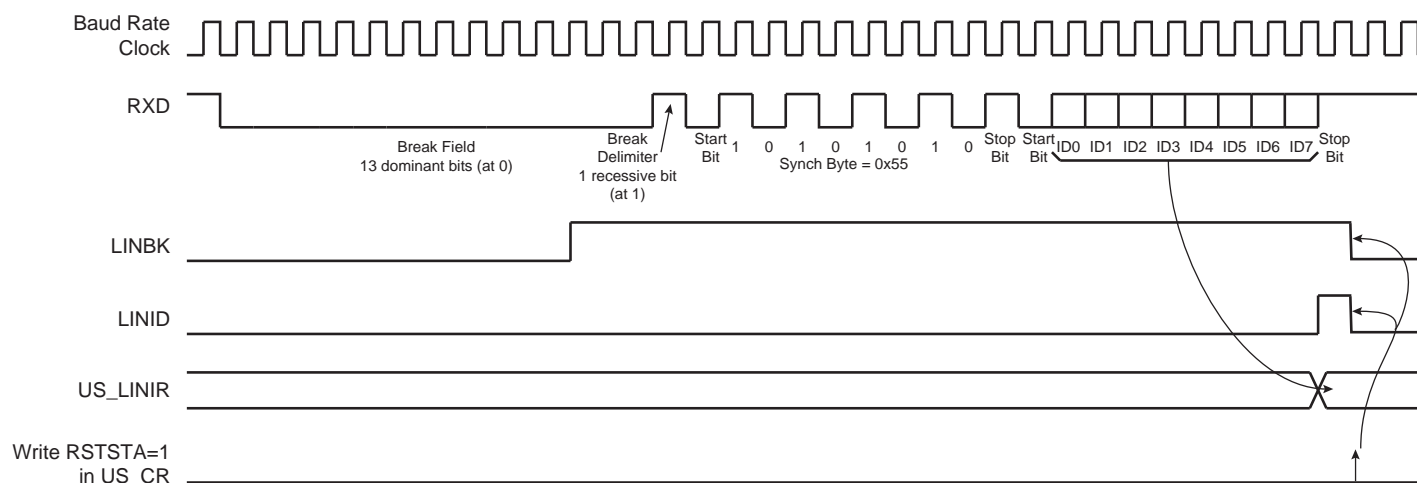 Baud Rate
Clock
RXD
Break Field
13 dominant bits (at 0)
Break
Delimiter
1 recessive bit
(at 1)
Start
Bit
1 0 1 0 1 0 1 0
Synch Byte = 0x55
Stop
Bit
Start
Bit
ID0 ID1 ID2 ID3 ID4 ID5 ID6 ID7
Stop
Bit
LINBK
LINID
US_LINIR
Write RSTSTA=1
in US_CR